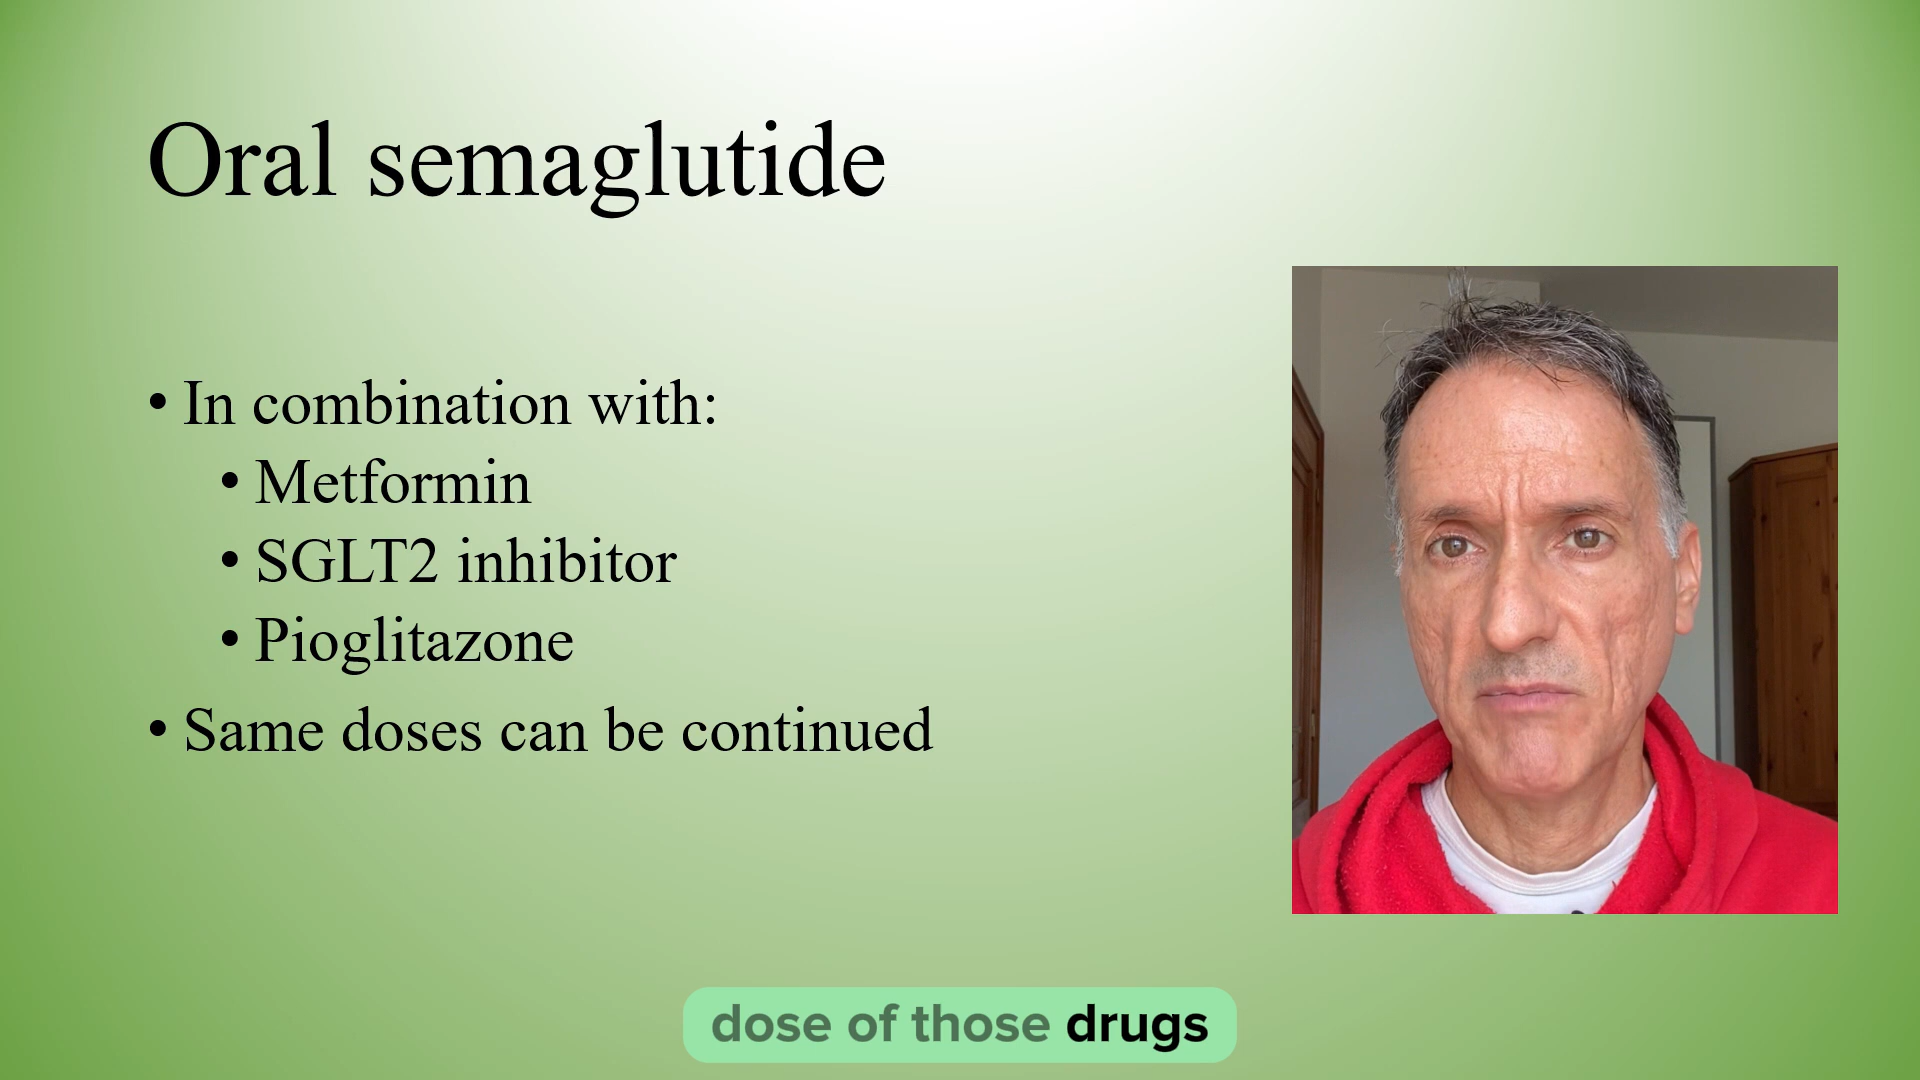 Oral semaglutide
• In combination with:
• Metformin
• SGLT2 inhibitor
• Pioglitazone
• Same doses can be continued
dose of those drugs